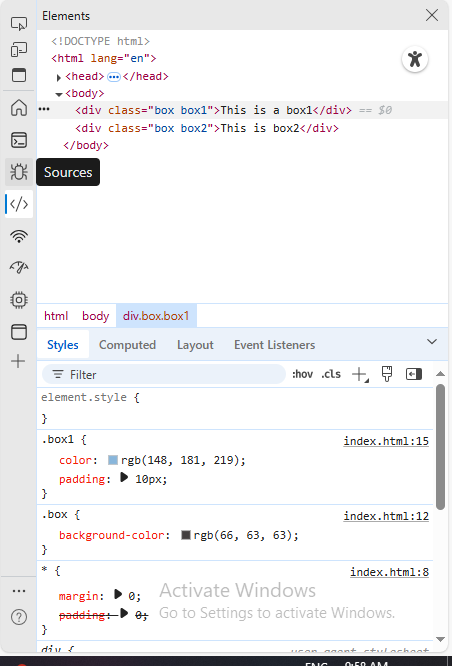 Elements
<!DOCTYPE html>
<html lang="en">
<head> </head>
<body>
<div class="box box1">This is a box1</div> == $0
<div class="box box2">This is box2</div>
</body>
Sources
html body div.box.box1
Styles Computed Layout Event Listeners
Filter :hov .cls
element.style {
}
.box1 { index.html:15
color: rgb(148, 181, 219);
padding: 10px;
}
.box { index.html:12
background-color: rgb(66, 63, 63);
}
* { index.html:8
margin: 0;
padding: 0;
}
Activate Windows
Go to Settings to activate Windows.
div { user agent stylesheet
ENG 9:58 AM